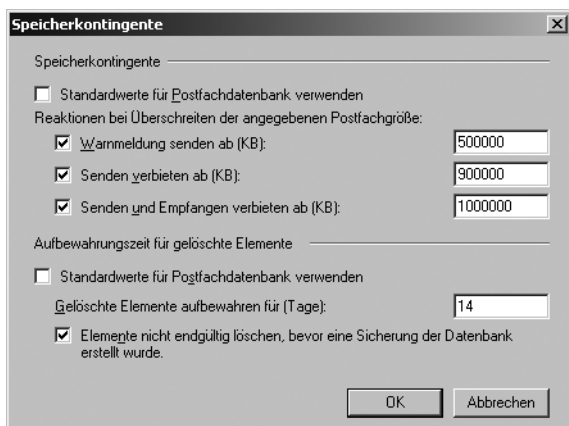 Speicherkontingente
Speicherkontingente
Standardwerte für Postfachdatenbank verwenden
Reaktionen bei Überschreiten der angegebenen Postfachgröße:
Warnmeldung senden ab (KB): 500000
Senden verbieten ab (KB): 900000
Senden und Empfangen verbieten ab (KB): 1000000
Aufbewahrungszeit für gelöschte Elemente
Standardwerte für Postfachdatenbank verwenden
Gelöschte Elemente aufbewahren für (Tage): 14
Elemente nicht endgültig löschen, bevor eine Sicherung der Datenbank
erstellt wurde.
OK Abbrechen